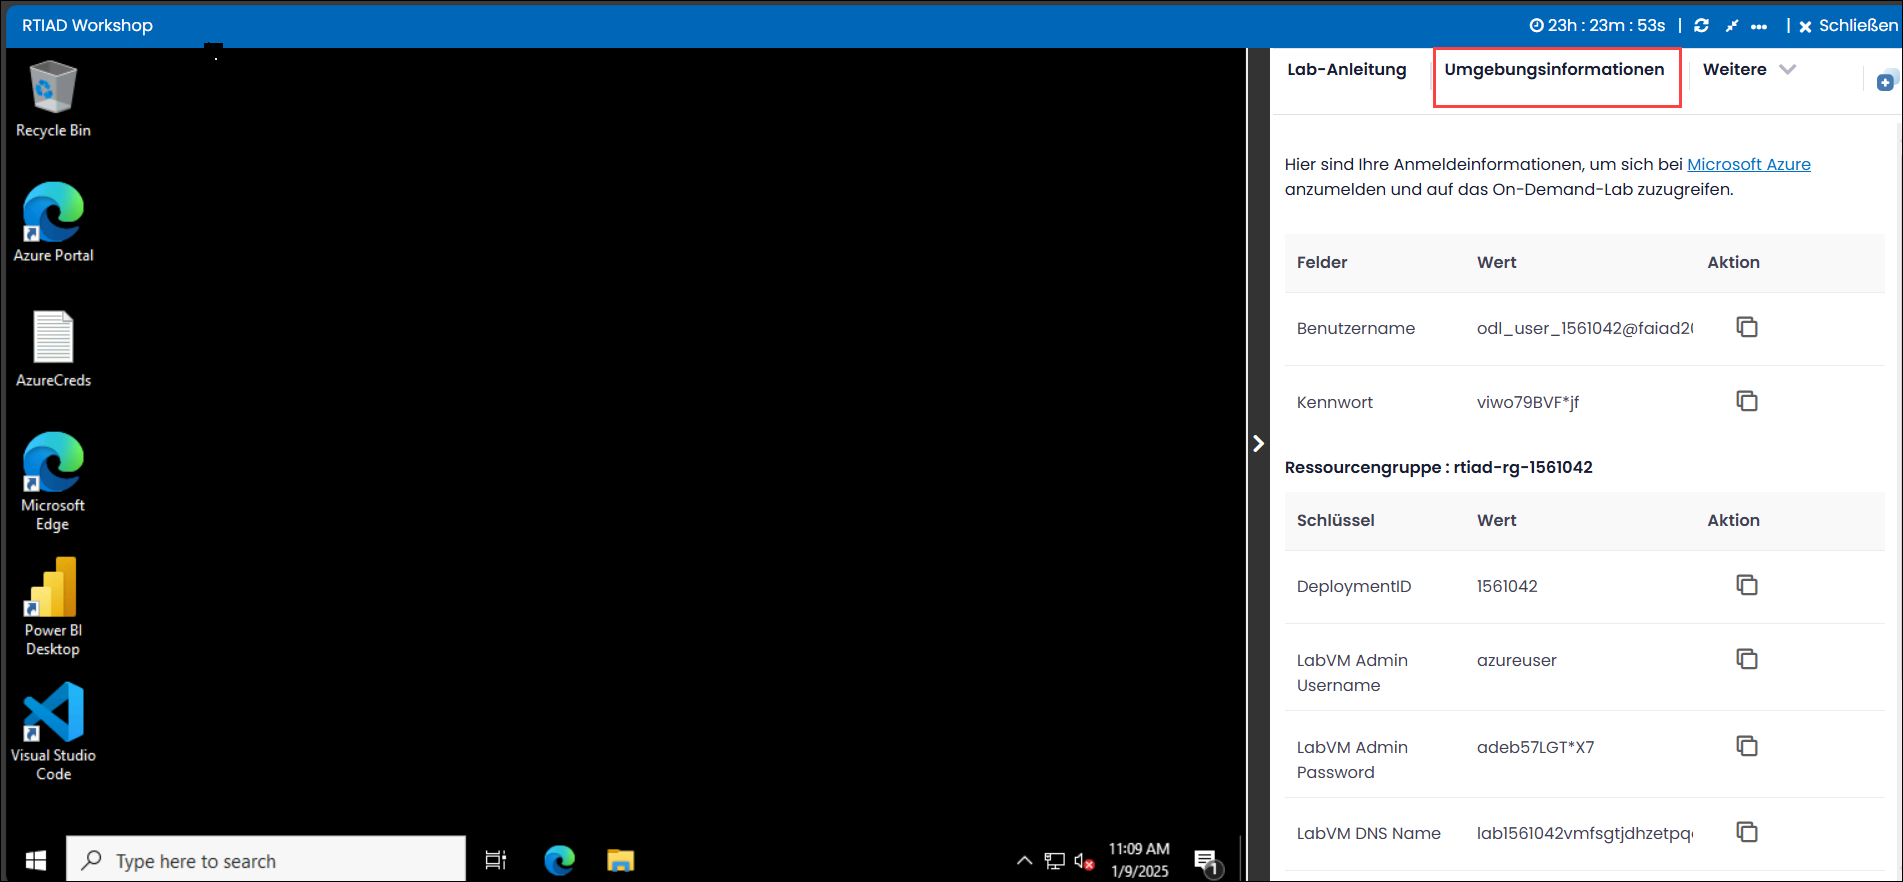 RTIAD Workshop
23h : 23m : 53s | | Schließen
Recycle Bin
Azure Portal
AzureCreds
Microsoft
Edge
Power BI
Desktop
Visual Studio
Code
Type here to search
11:09 AM
1/9/2025
1
Lab-Anleitung
Umgebungsinformationen
Weitere
Hier sind Ihre Anmeldeinformationen, um sich bei Microsoft Azure
anzumelden und auf das On-Demand-Lab zuzugreifen.
Felder Wert Aktion
Benutzername odl_user_1561042@faiad20
Kennwort viwo79BVF*jf
Ressourcengruppe : rtiad-rg-1561042
Schlüssel Wert Aktion
DeploymentID 1561042
LabVM Admin azureuser
Username
LabVM Admin adeb57LGT*X7
Password
LabVM DNS Name lab1561042vmfsgtjdhzetpq